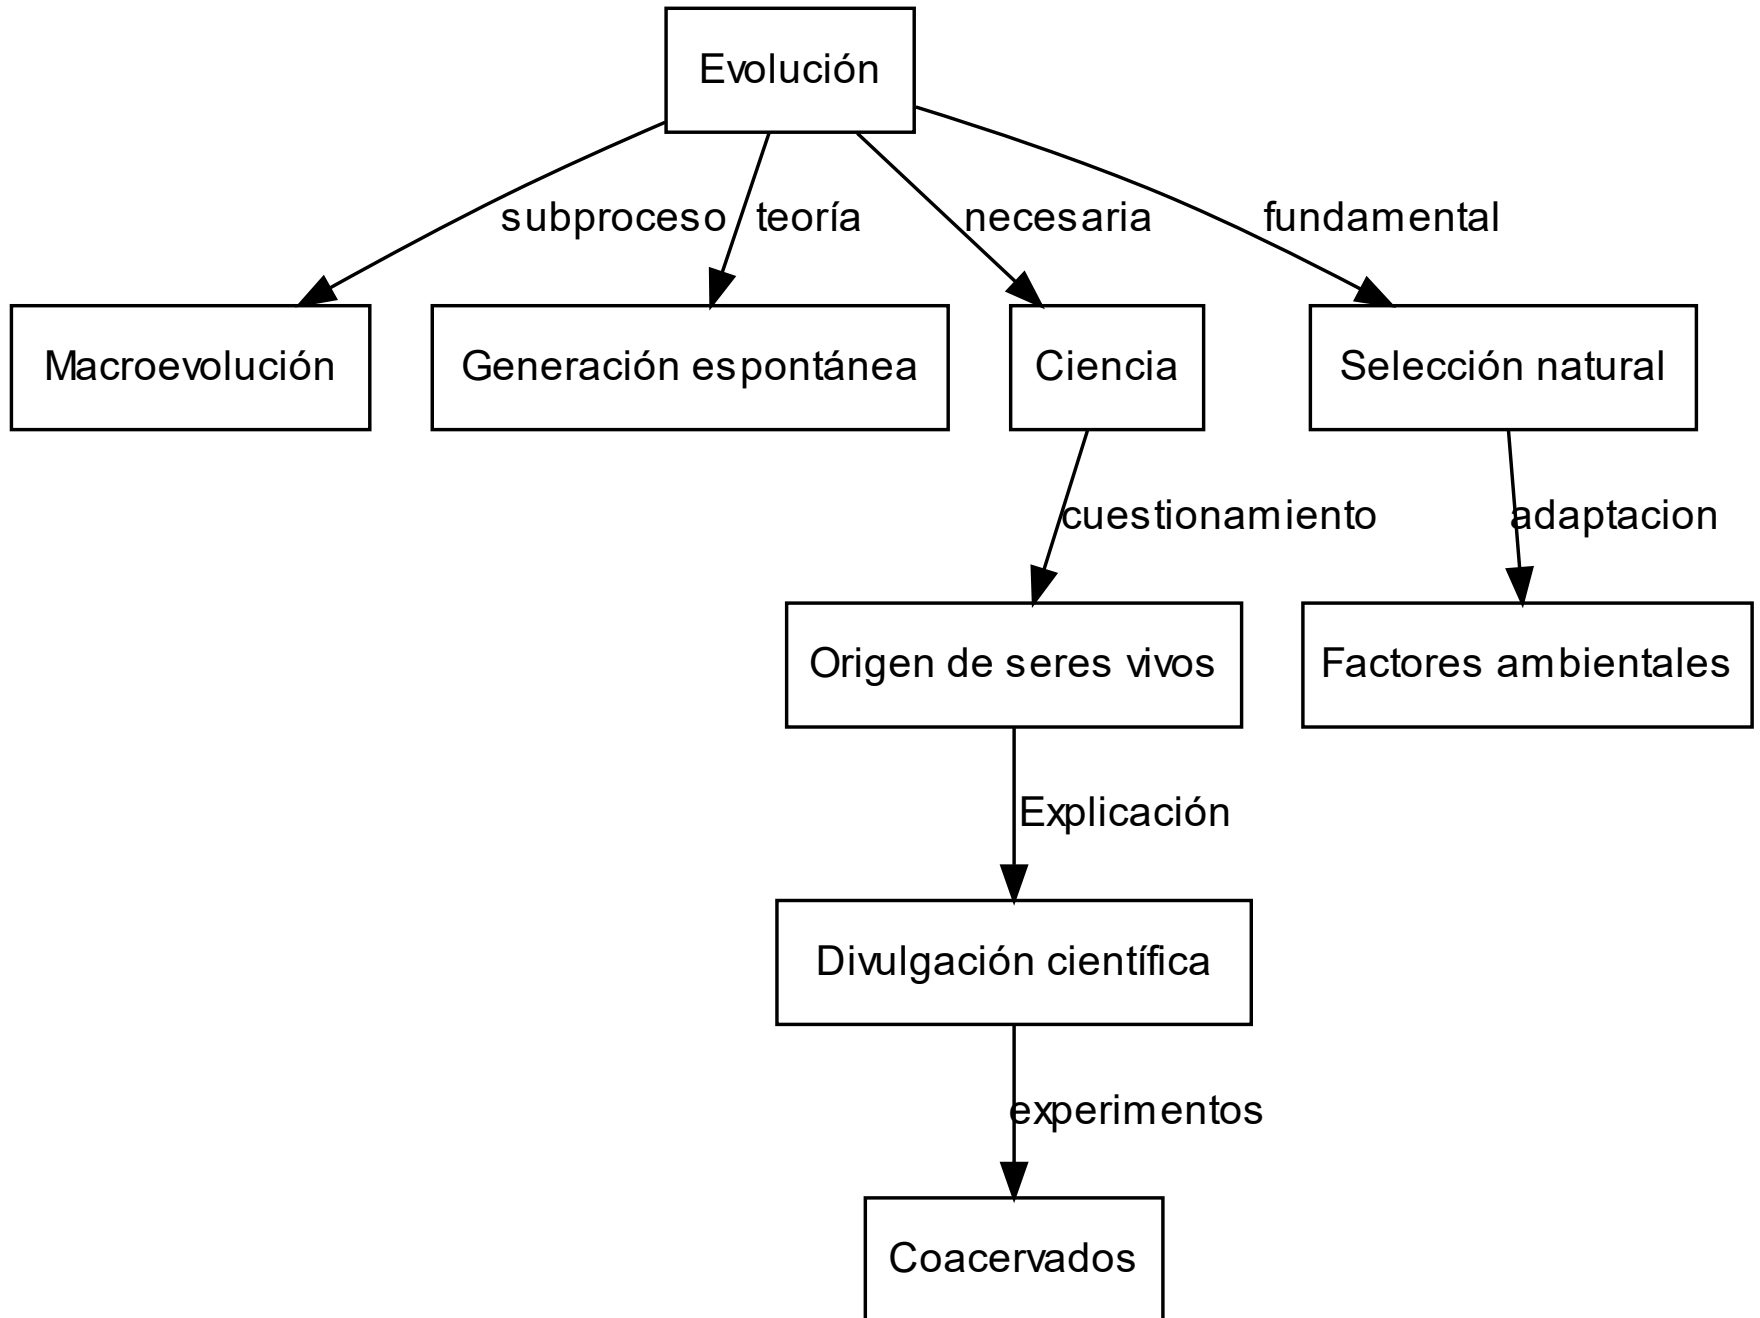 Evolución
subproceso
teoría
necesaria
fundamental
Macroevolución
Generación espontánea
Ciencia
Selección natural
cuestionamiento
adaptacion
Origen de seres vivos
Factores ambientales
Explicación
Divulgación científica
experimentos
Coacervados